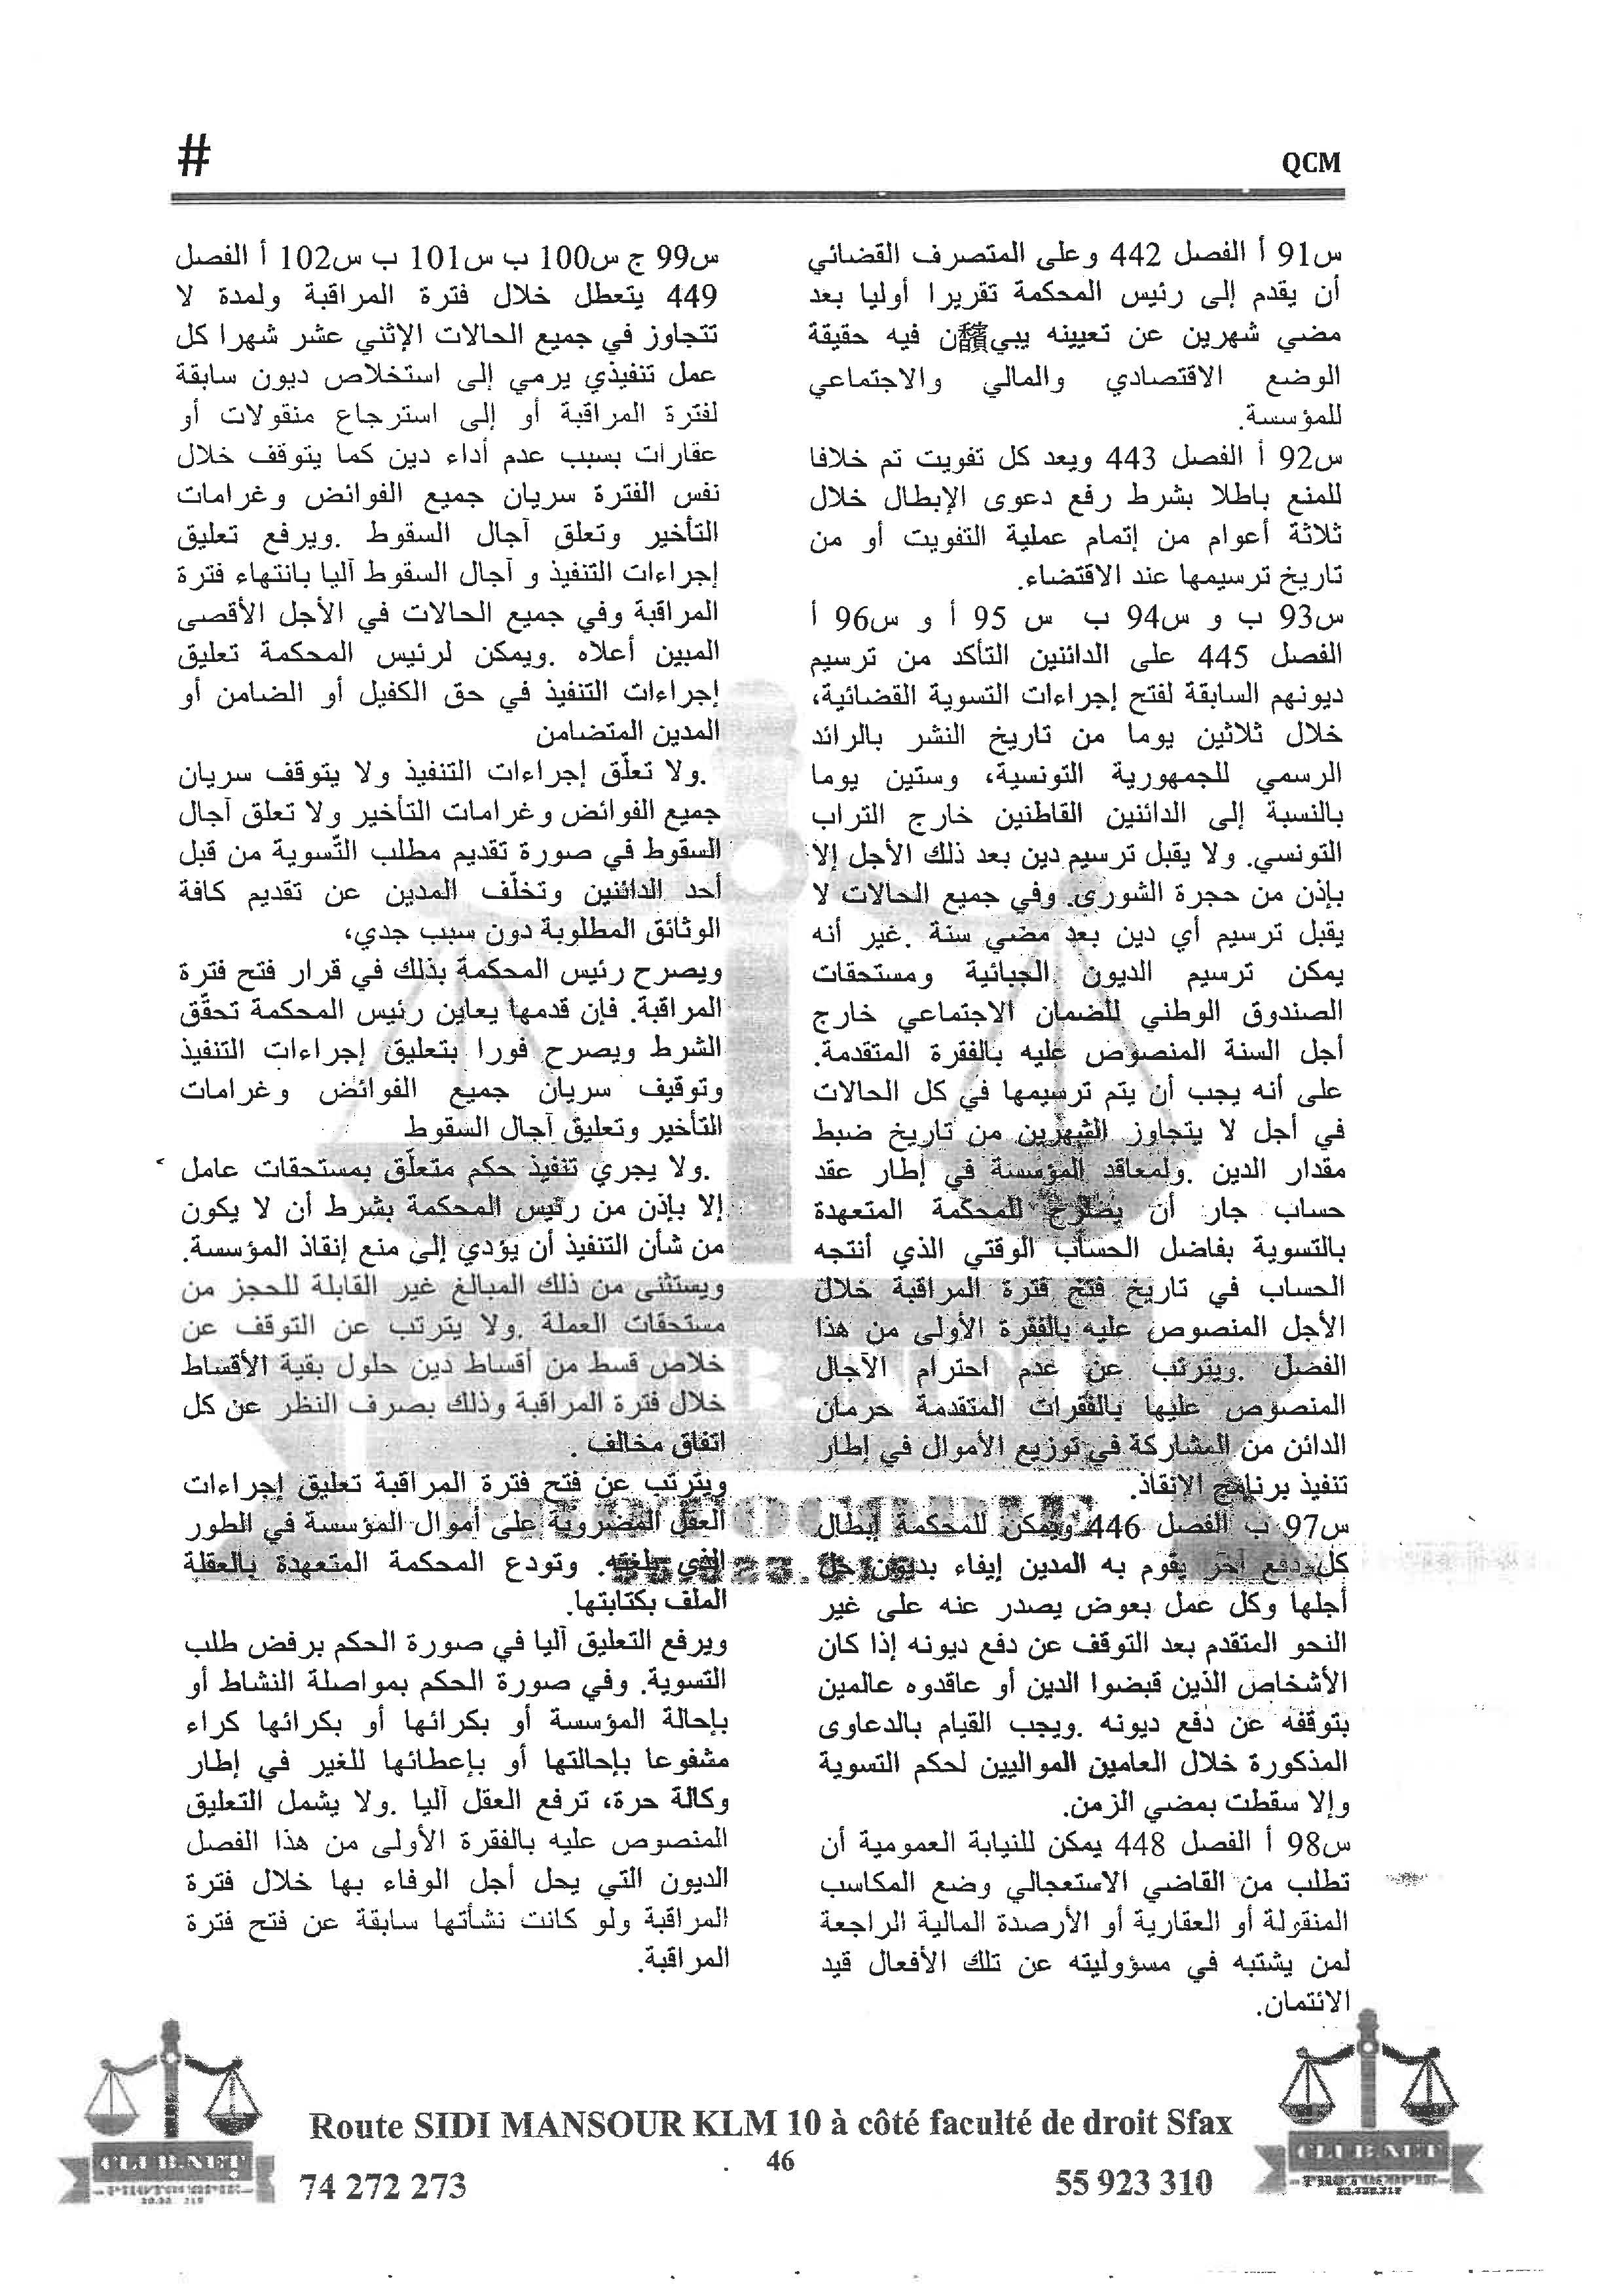 #
QCM
س91 أ الفصل 442 وعلى المتصرف القضائي
أن يقدم إلى رئيس المحكمة تقريرا أوليا بعد
مضي شهرين عن تعيينه فيه حقيقة
الوضع الاقتصادي والمالي والاجتماعي
للمؤسسة.
س92 أ الفصل 443 ويعد كل تفويت تم خلافا
للمنع باطلا بشرط رفع دعوى الإبطال خلال
ثلاثة أعوام من إتمام عملية التفويت أو من
تاريخ ترسيمها عند الاقتضاء.
س93 ب و س94 ب س 95 أ و س96 أ
الفصل 445 على الدائنين التأكد من ترسيم
ديونهم السابقة لفتح إجراءات التسوية القضائية،
خلال ثلاثين يوما من تاريخ النشر بالرائد
الرسمي للجمهورية التونسية، وستين يوما
بالنسبة إلى الدائنين القاطنين خارج التراب
التونسي. ولا يقبل ترسيم دين بعد ذلك الأجل إلا
بإذن من حجرة الشورى. وفي جميع الحالات لا
يقبل ترسيم أي دين بعد مضي سنة .غير أنه
يمكن ترسيم الديون الجبائية ومستحقات
الصندوق الوطني للضمان الاجتماعي خارج
أجل السنة المنصوص عليه بالفقرة المتقدمة.
على أنه يجب أن يتم ترسيمها في كل الحالات
في أجل لا يتجاوز الشهرين من تاريخ ضبط
مقدار الدين .ولمعاقد المؤسسة في إطار عقد
حساب جار أن يصرح للمحكمة المتعهدة
بالتسوية بفاضل الحساب الوقتي الذي أنتجه
الحساب في تاريخ فتح فترة المراقبة خلال
الأجل المنصوص عليه بالفقرة الأولى من هذا
الفصل .ويترتب عن عدم احترام الآجال
المنصوص عليها بالفقرات المتقدمة حرمان
الدائن من المشاركة في توزيع الأموال في إطار
تنفيذ برنامج الإنقاذ.
س97 ب الفصل 446 ويمكن للمحكمة إبطال
كل دفع آخر يقوم به المدين إيفاء بديون حل
أجلها وكل عمل بعوض يصدر عنه على غير
النحو المتقدم بعد التوقف عن دفع ديونه إذا كان
الأشخاص الذين قبضوا الدين أو عاقدوه عالمين
بتوقفه عن دفع ديونه .ويجب القيام بالدعاوى
المذكورة خلال العامين المواليين لحكم التسوية
وإلا سقطت بمضي الزمن.
س98 أ الفصل 448 يمكن للنيابة العمومية أن
تطلب من القاضي الاستعجالي وضع المكاسب
المنقولة أو العقارية أو الأرصدة المالية الراجعة
لمن يشتبه في مسؤوليته عن تلك الأفعال قيد
الائتمان.
س99 ج س100 ب س101 ب س102 أ الفصل
449 يتعطل خلال فترة المراقبة ولمدة لا
تتجاوز في جميع الحالات الإثني عشر شهرا كل
عمل تنفيذي يرمي إلى استخلاص ديون سابقة
لفترة المراقبة أو إلى استرجاع منقولات أو
عقارات بسبب عدم أداء دين كما يتوقف خلال
نفس الفترة سريان جميع الفوائض وغرامات
التأخير وتعلق آجال السقوط .ويرفع تعليق
إجراءات التنفيذ و آجال السقوط آليا بانتهاء فترة
المراقبة وفي جميع الحالات في الأجل الأقصى
المبين أعلاه .ويمكن لرئيس المحكمة تعليق
إجراءات التنفيذ في حق الكفيل أو الضامن أو
المدين المتضامن
.ولا تعلّق إجراءات التنفيذ ولا يتوقف سريان
جميع الفوائض وغرامات التأخير ولا تعلق آجال
السقوط في صورة تقديم مطلب التّسوية من قبل
أحد الدائنين وتخلّف المدين عن تقديم كافة
الوثائق المطلوبة دون سبب جدي،
ويصرح رئيس المحكمة بذلك في قرار فتح فترة
المراقبة. فإن قدمها يعاين رئيس المحكمة تحقّق
الشرط ويصرح فورا بتعليق إجراءات التنفيذ
وتوقيف سريان جميع الفوائض وغرامات
التأخير وتعليق آجال السقوط
.ولا يجري تنفيذ حكم متعلّق بمستحقات عامل
إلا بإذن من رئيس المحكمة بشرط أن لا يكون
من شأن التنفيذ أن يؤدي إلى منع إنقاذ المؤسسة.
ويستثنى من ذلك المبالغ غير القابلة للحجز من
مستحقات العملة .ولا يترتب عن التوقف عن
خلاص قسط من أقساط دين حلول بقية الأقساط
خلال فترة المراقبة وذلك بصرف النظر عن كل
اتفاق مخالف .
ويترتب عن فتح فترة المراقبة تعليق إجراءات
العقل المضروبة على أموال المؤسسة في الطور
الذي بلغته. وتودع المحكمة المتعهدة بالعقلة
الملف بكتابتها.
ويرفع التعليق آليا في صورة الحكم برفض طلب
التسوية. وفي صورة الحكم بمواصلة النشاط أو
بإحالة المؤسسة أو بكرائها أو بكرائها كراء
مشفوعا بإحالتها أو بإعطائها للغير في إطار
وكالة حرة، ترفع العقل آليا .ولا يشمل التعليق
المنصوص عليه بالفقرة الأولى من هذا الفصل
الديون التي يحل أجل الوفاء بها خلال فترة
المراقبة ولو كانت نشأتها سابقة عن فتح فترة
المراقبة.
Route SIDI MANSOUR KLM 10 à côté faculté de droit Sfax
46
74 272 273
55 923 310
CLUB.NET
CLUB.NET